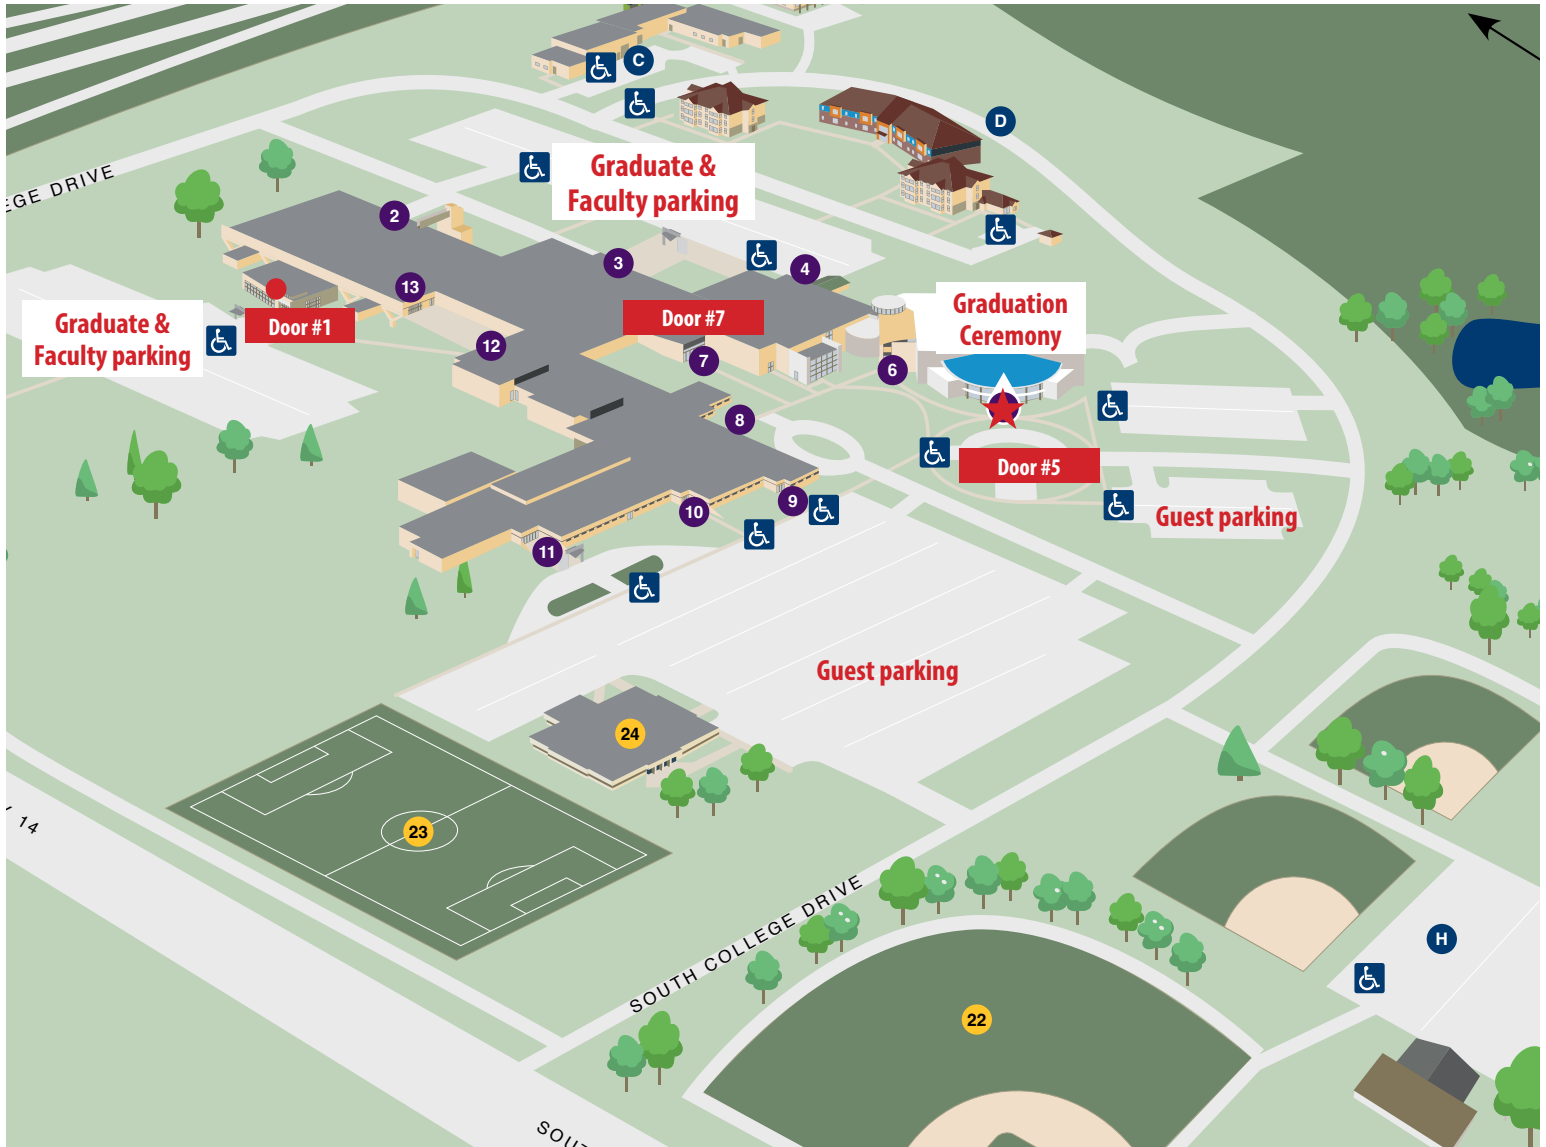 C
D
EGE DRIVE
Graduate &
Faculty parking
2
3
4
13
Door #1
Door #7
Graduation
Ceremony
Graduate &
Faculty parking
12
7
6
8
Door #5
9
10
11
Guest parking
Guest parking
24
23
14
SOUTH COLLEGE DRIVE
H
22